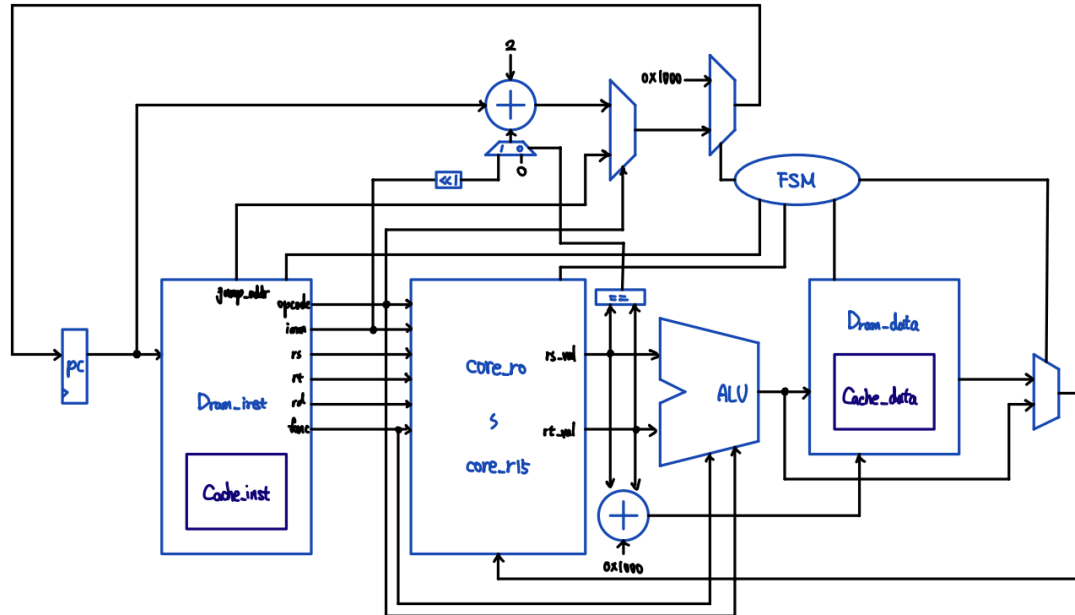 2
0x1000
1 0
0
<<1
FSM
jump_addr
opcode
imm
rs
rt
rd
func
pc
Dram_inst
Cache_inst
core_r0
s
core_r15
rs_val
rt_val
==
ALU
0x1000
Dram_data
Cache_data